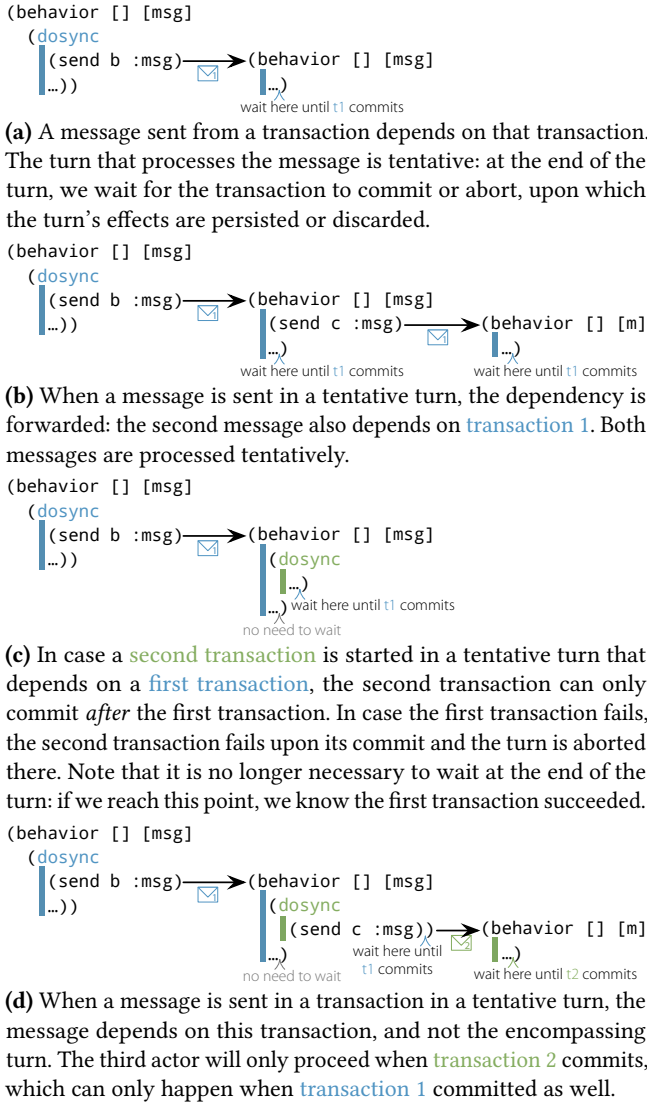 (behavior [] [msg]
(dosync
(send b :msg) (behavior [] [msg]
1
…)) …)
wait here until t1 commits
(a) A message sent from a transaction depends on that transaction.
The turn that processes the message is tentative: at the end of the
turn, we wait for the transaction to commit or abort, upon which
the turn’s effects are persisted or discarded.
(behavior [] [msg]
(dosync
(send b :msg) (behavior [] [msg]
1
…)) (send c :msg) (behavior [] [m]
1
…) …)
wait here until t1 commits wait here until t1 commits
(b) When a message is sent in a tentative turn, the dependency is
forwarded: the second message also depends on transaction 1. Both
messages are processed tentatively.
(behavior [] [msg]
(dosync
(send b :msg) (behavior [] [msg]
1
…)) (dosync
…)
…) wait here until t1 commits
no need to wait
(c) In case a second transaction is started in a tentative turn that
depends on a first transaction, the second transaction can only
commit after the first transaction. In case the first transaction fails,
the second transaction fails upon its commit and the turn is aborted
there. Note that it is no longer necessary to wait at the end of the
turn: if we reach this point, we know the first transaction succeeded.
(behavior [] [msg]
(dosync
(send b :msg) (behavior [] [msg]
1
…)) (dosync
(send c :msg)) (behavior [] [m]
2
…) wait here until …)
no need to wait t1 commits wait here until t2 commits
(d) When a message is sent in a transaction in a tentative turn, the
message depends on this transaction, and not the encompassing
turn. The third actor will only proceed when transaction 2 commits,
which can only happen when transaction 1 committed as well.